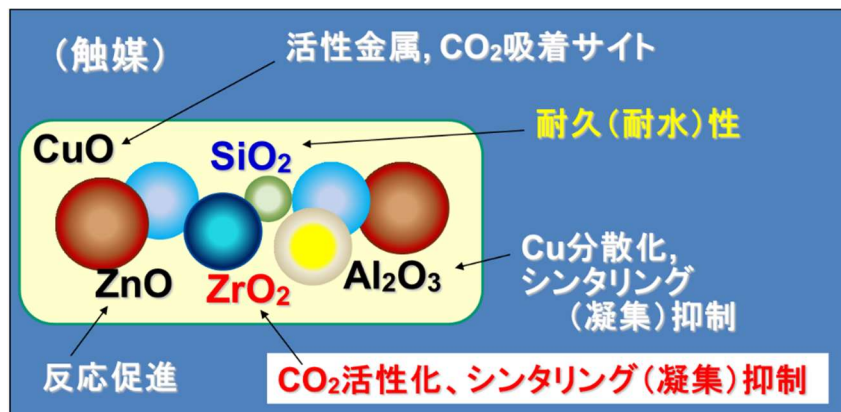 （触媒）
活性金属, CO₂吸着サイト
CuO
SiO₂
耐久（耐水）性
ZnO
ZrO₂
Al₂O₃
Cu分散化,
シンタリング
（凝集）抑制
反応促進
CO₂活性化、シンタリング（凝集）抑制